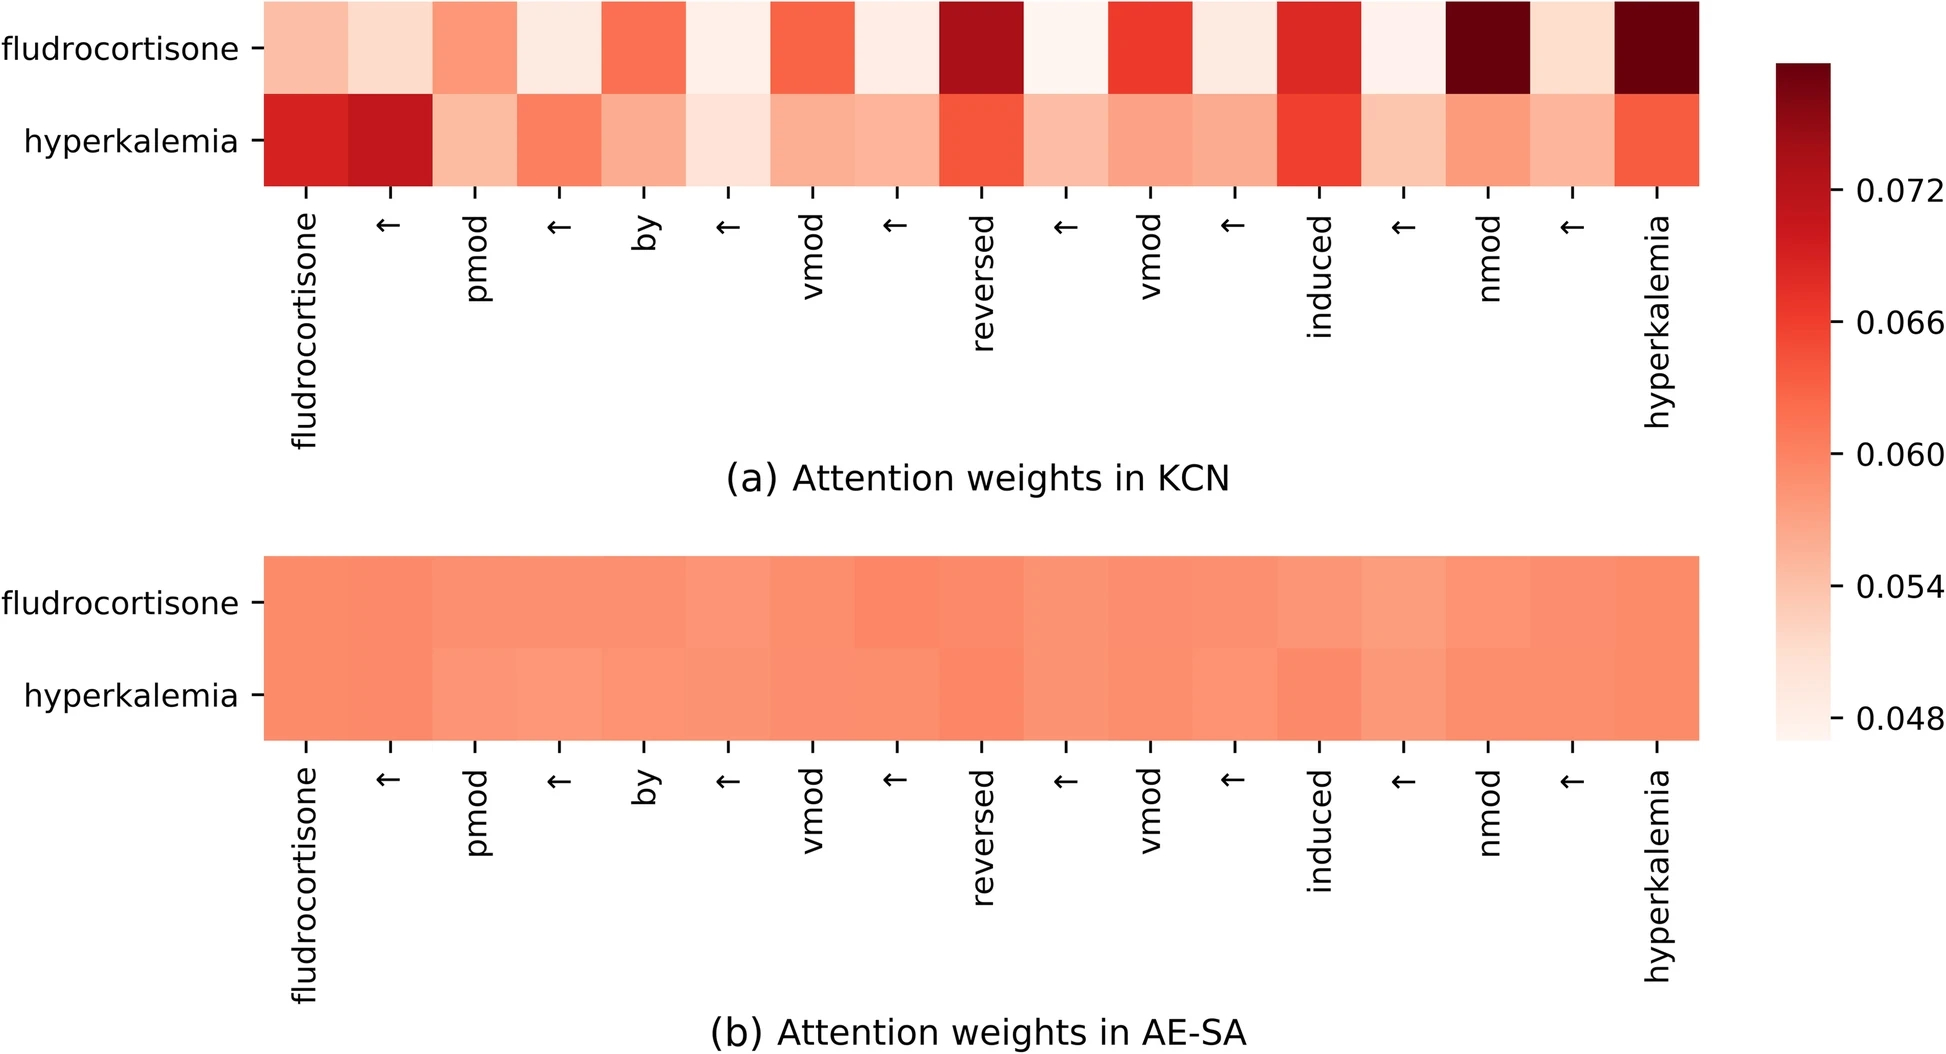 fludrocortisone
hyperkalemia
fludrocortisone ← pmod ← by ← vmod ← reversed ← vmod ← induced ← nmod ← hyperkalemia
(a) Attention weights in KCN
fludrocortisone
hyperkalemia
fludrocortisone ← pmod ← by ← vmod ← reversed ← vmod ← induced ← nmod ← hyperkalemia
(b) Attention weights in AE-SA
0.072
0.066
0.060
0.054
0.048